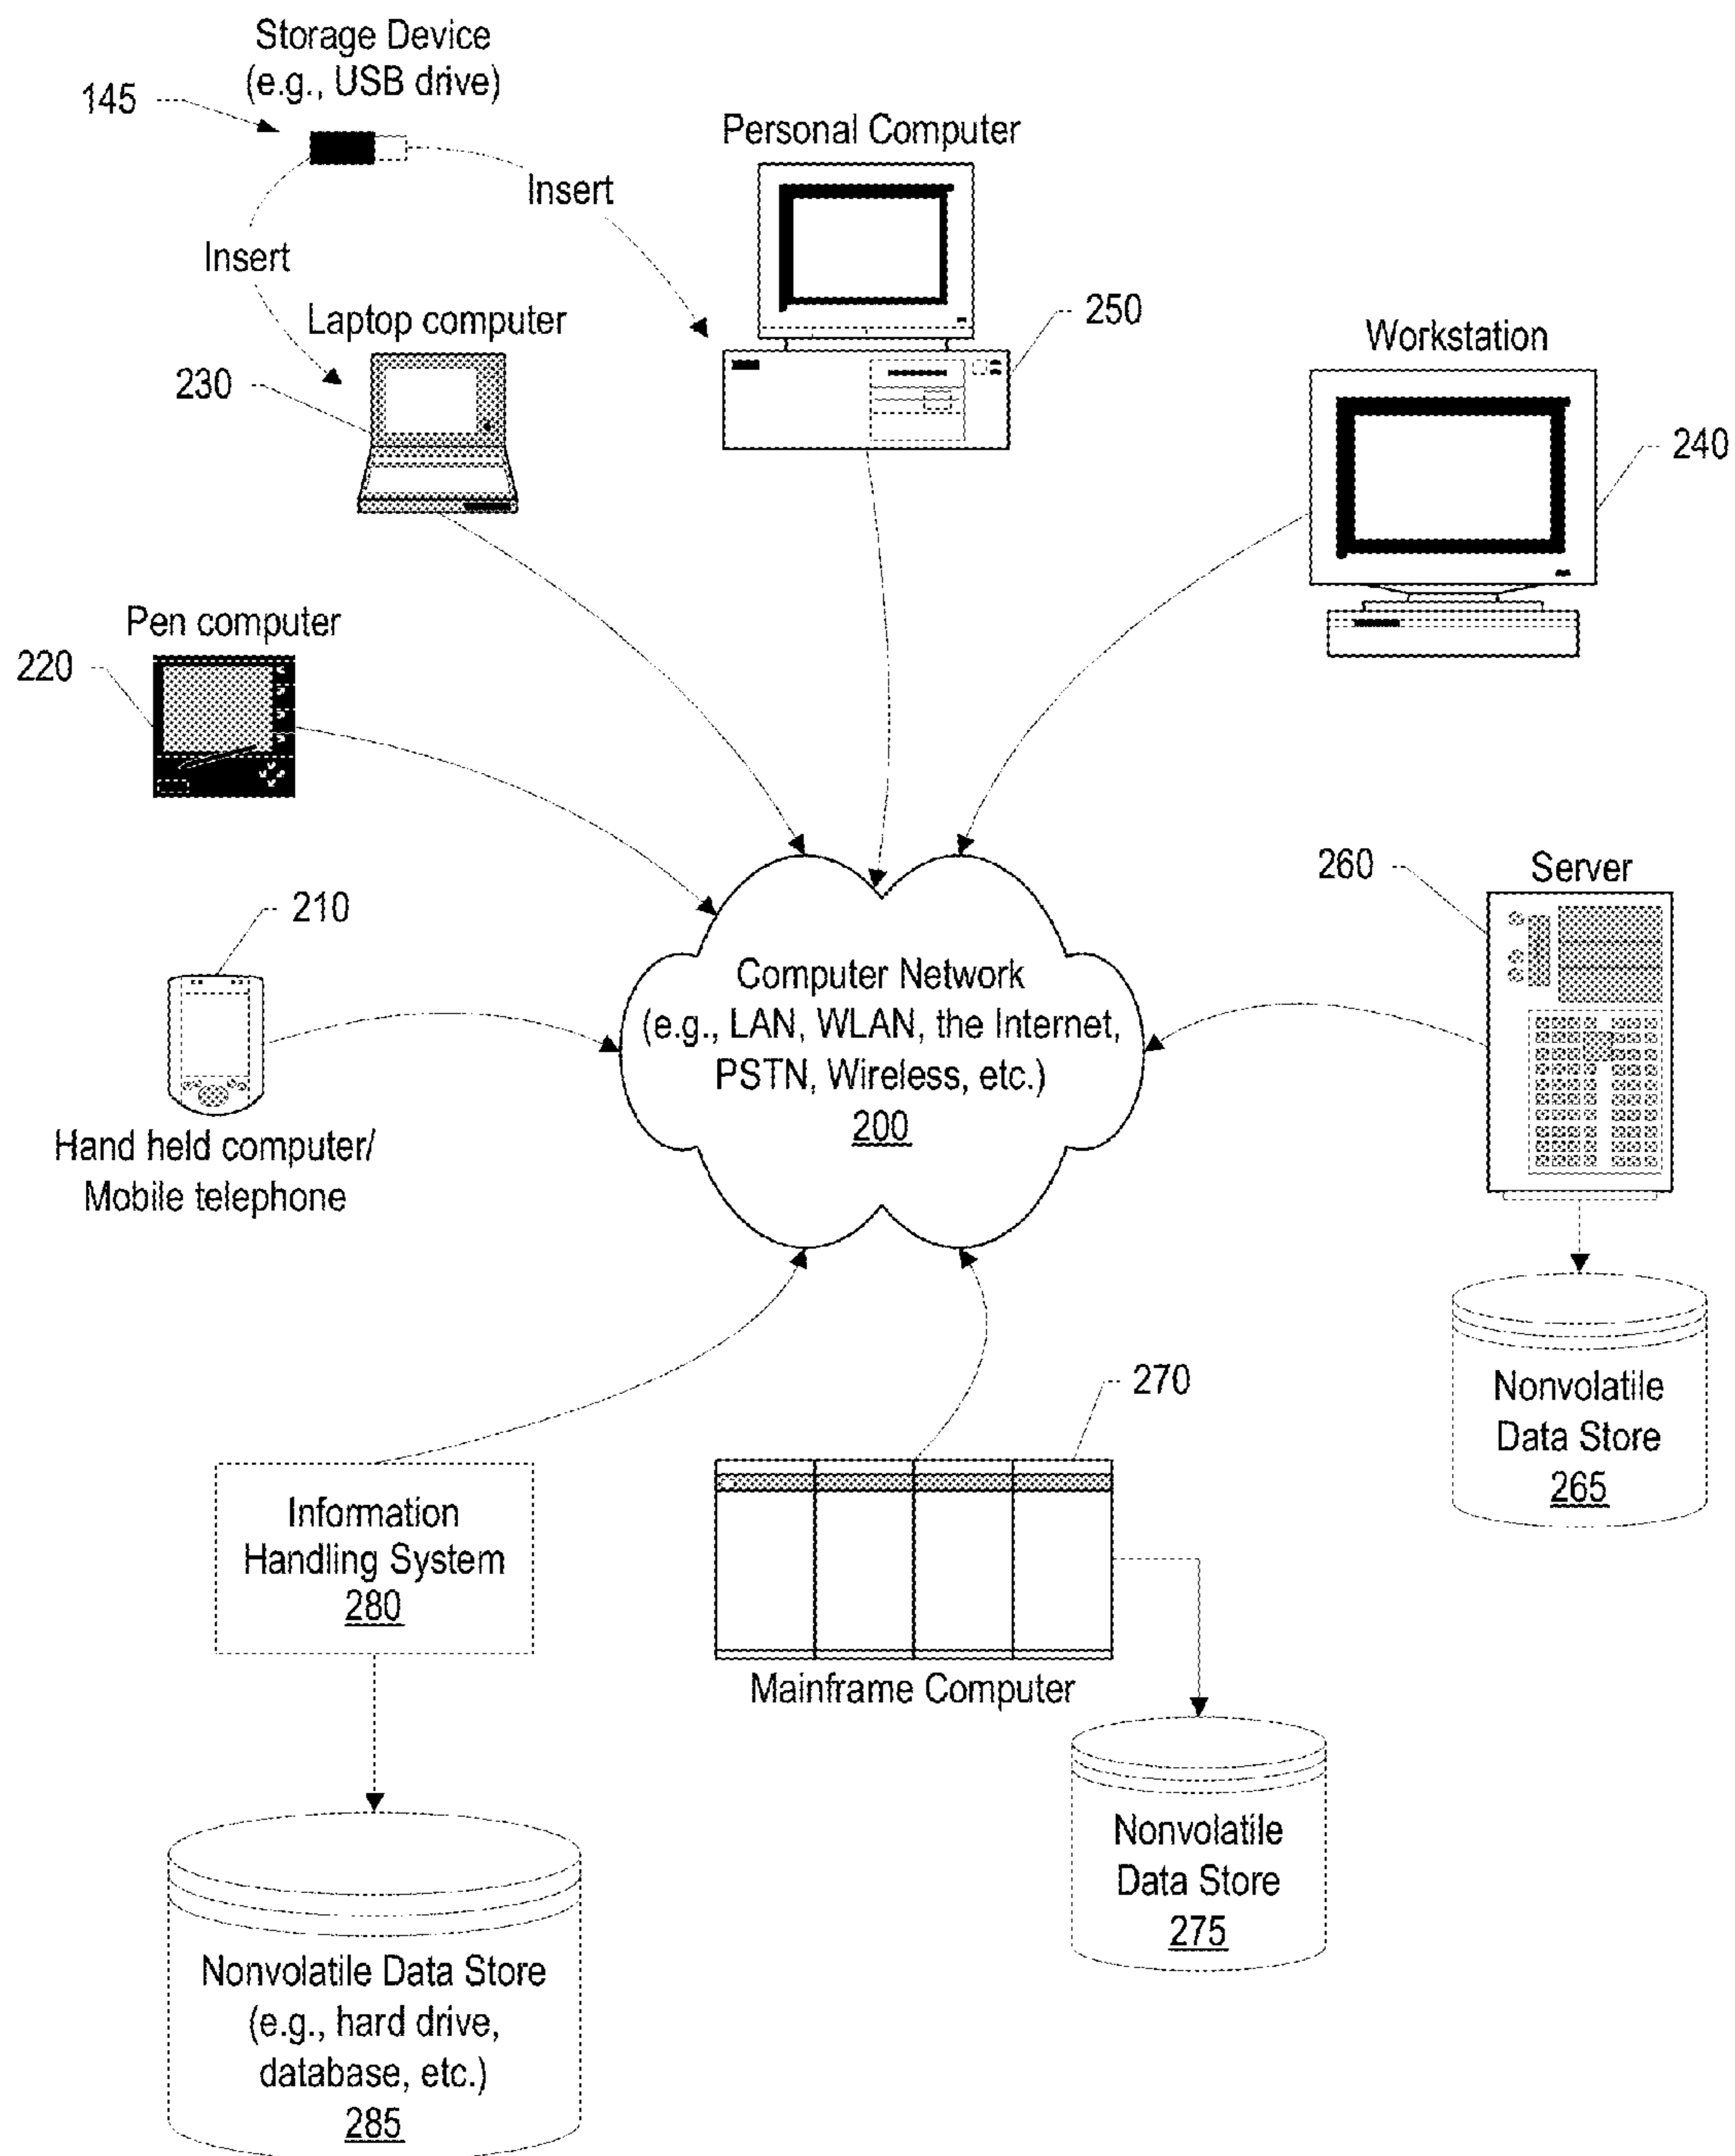 Storage Device
(e.g., USB drive)
145
Insert
Insert
Personal Computer
250
Laptop computer
230
Workstation
240
Pen computer
220
210
Hand held computer/
Mobile telephone
Computer Network
(e.g., LAN, WLAN, the Internet,
PSTN, Wireless, etc.)
200
260
Server
Nonvolatile
Data Store
265
270
Mainframe Computer
Information
Handling System
280
Nonvolatile
Data Store
275
Nonvolatile Data Store
(e.g., hard drive,
database, etc.)
285